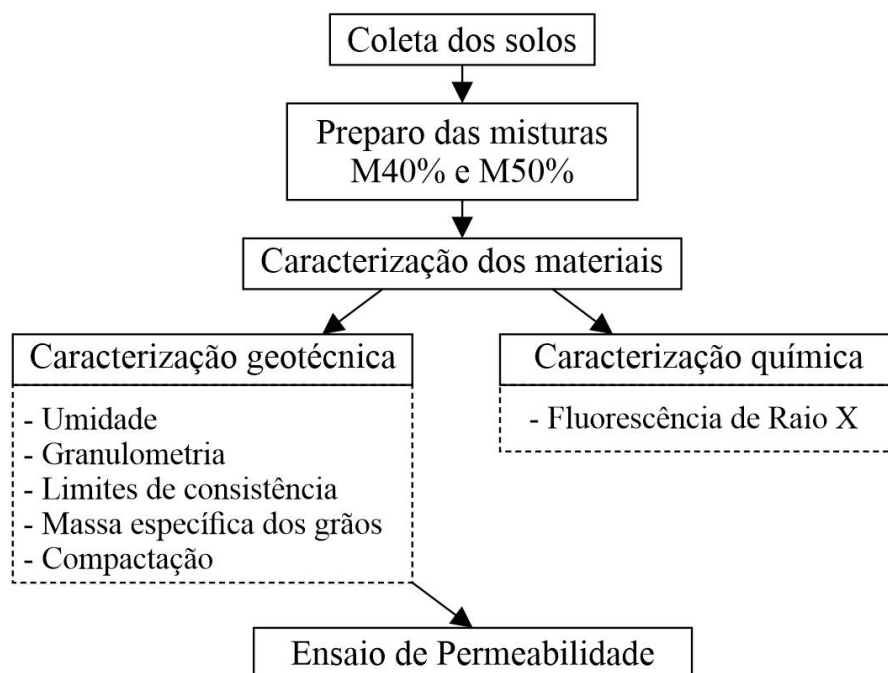 Coleta dos solos
Preparo das misturas
M40% e M50%
Caracterização dos materiais
Caracterização geotécnica
- Umidade
- Granulometria
- Limites de consistência
- Massa específica dos grãos
- Compactação
Caracterização química
- Fluorescência de Raio X
Ensaio de Permeabilidade